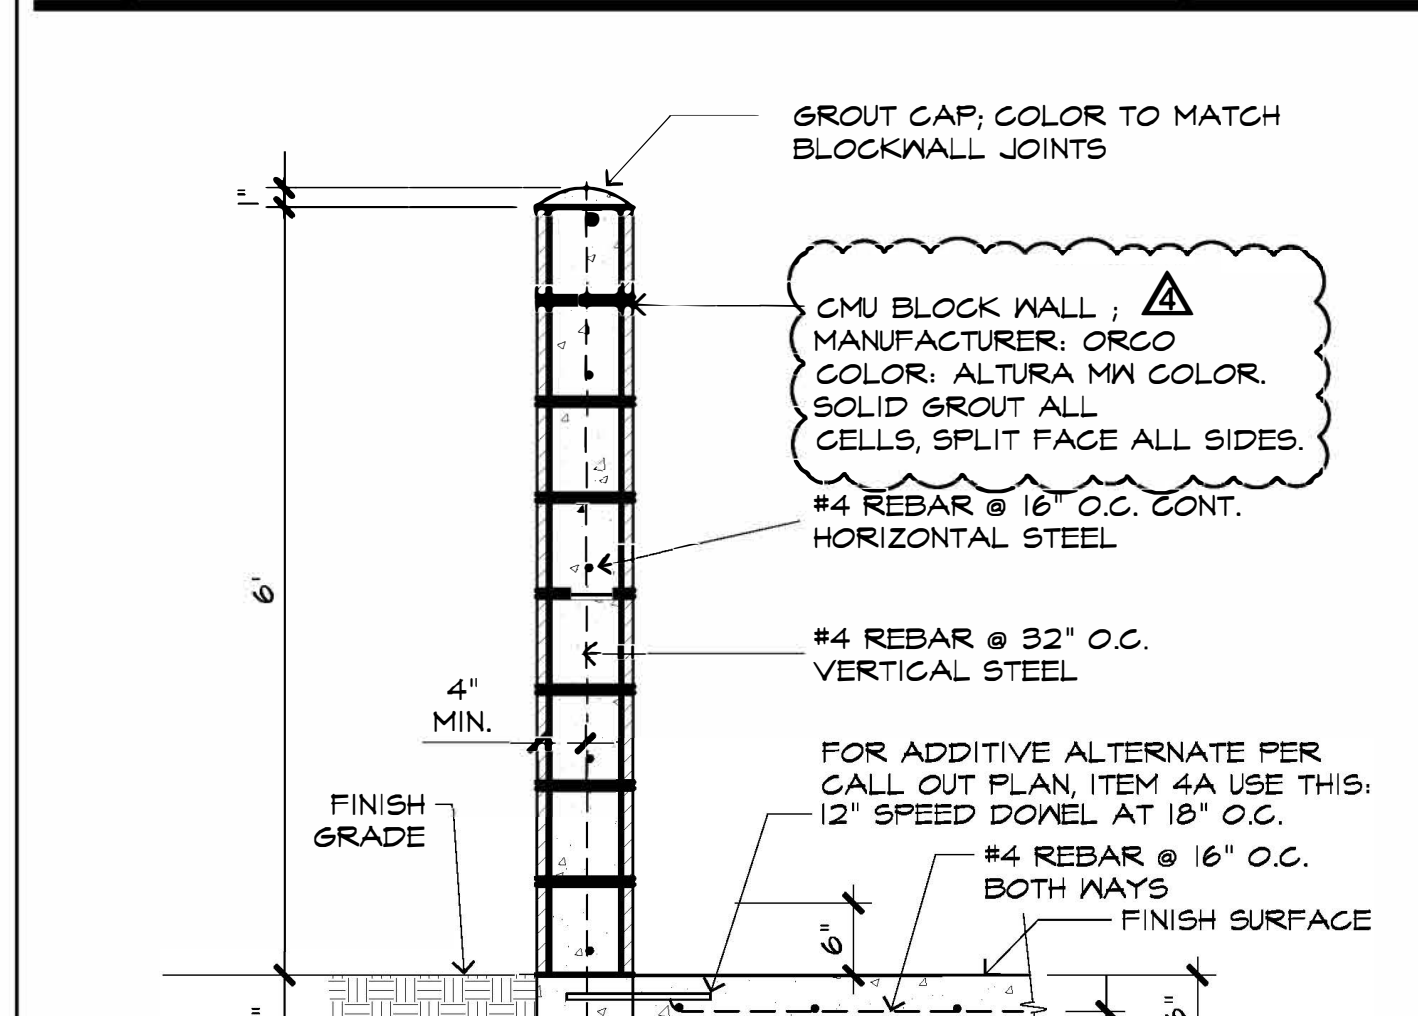 GROUT CAP; COLOR TO MATCH
BLOCKWALL JOINTS
1"
CMU BLOCK WALL ; 4
MANUFACTURER: ORCO
COLOR: ALTURA MW COLOR.
SOLID GROUT ALL
CELLS, SPLIT FACE ALL SIDES.
#4 REBAR @ 16" O.C. CONT.
HORIZONTAL STEEL
6'
#4 REBAR @ 32" O.C.
VERTICAL STEEL
4"
MIN.
FOR ADDITIVE ALTERNATE PER
CALL OUT PLAN, ITEM 4A USE THIS:
12" SPEED DOWEL AT 18" O.C.
FINISH
GRADE
#4 REBAR @ 16" O.C.
BOTH WAYS
FINISH SURFACE
6"